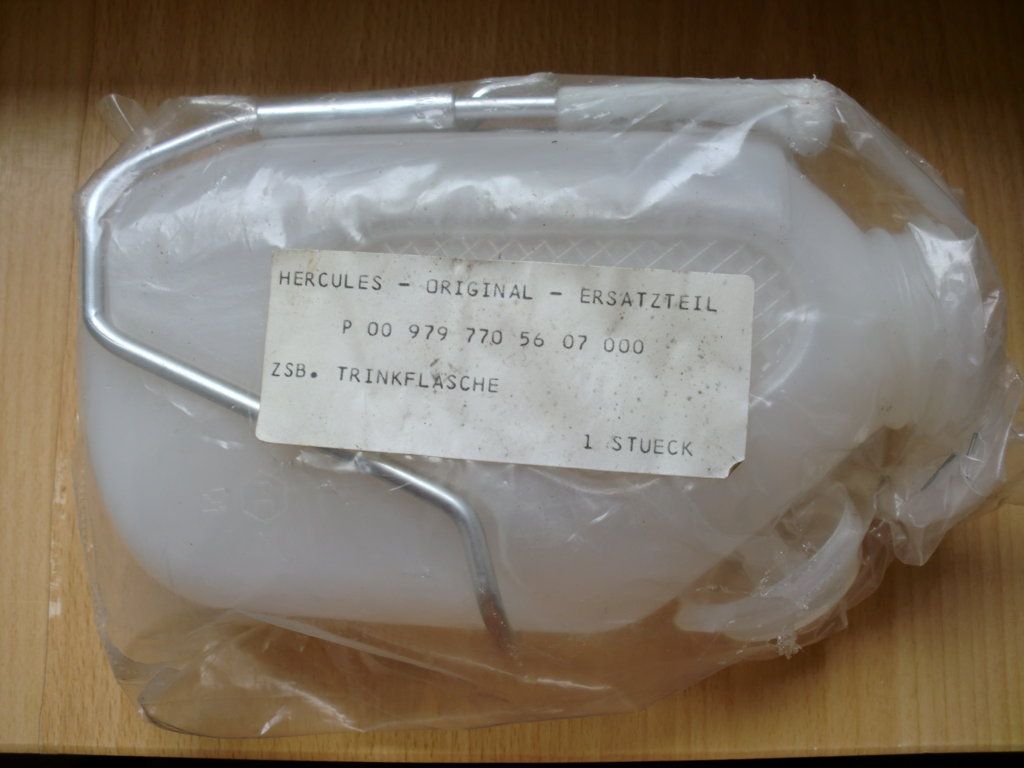 HERCULES - ORIGINAL - ERSATZTEIL
P 00 979 770 56 07 000
ZSB. TRINKFLASCHE
1 STUECK